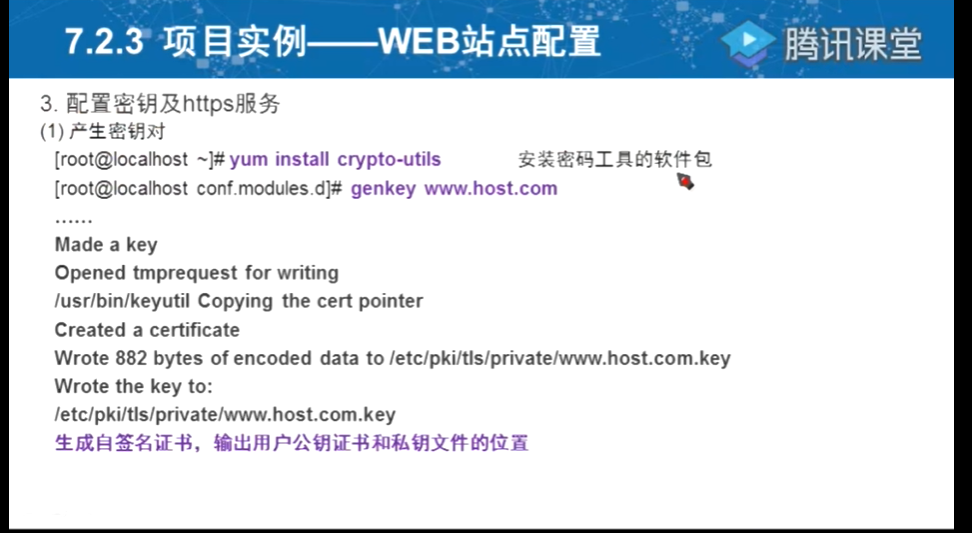 7.2.3 项目实例——WEB站点配置
腾讯课堂
3. 配置密钥及https服务
(1) 产生密钥对
[root@localhost ~]# yum install crypto-utils 安装密码工具的软件包
[root@localhost conf.modules.d]# genkey www.host.com
……
Made a key
Opened tmprequest for writing
/usr/bin/keyutil Copying the cert pointer
Created a certificate
Wrote 882 bytes of encoded data to /etc/pki/tls/private/www.host.com.key
Wrote the key to:
/etc/pki/tls/private/www.host.com.key
生成自签名证书，输出用户公钥证书和私钥文件的位置